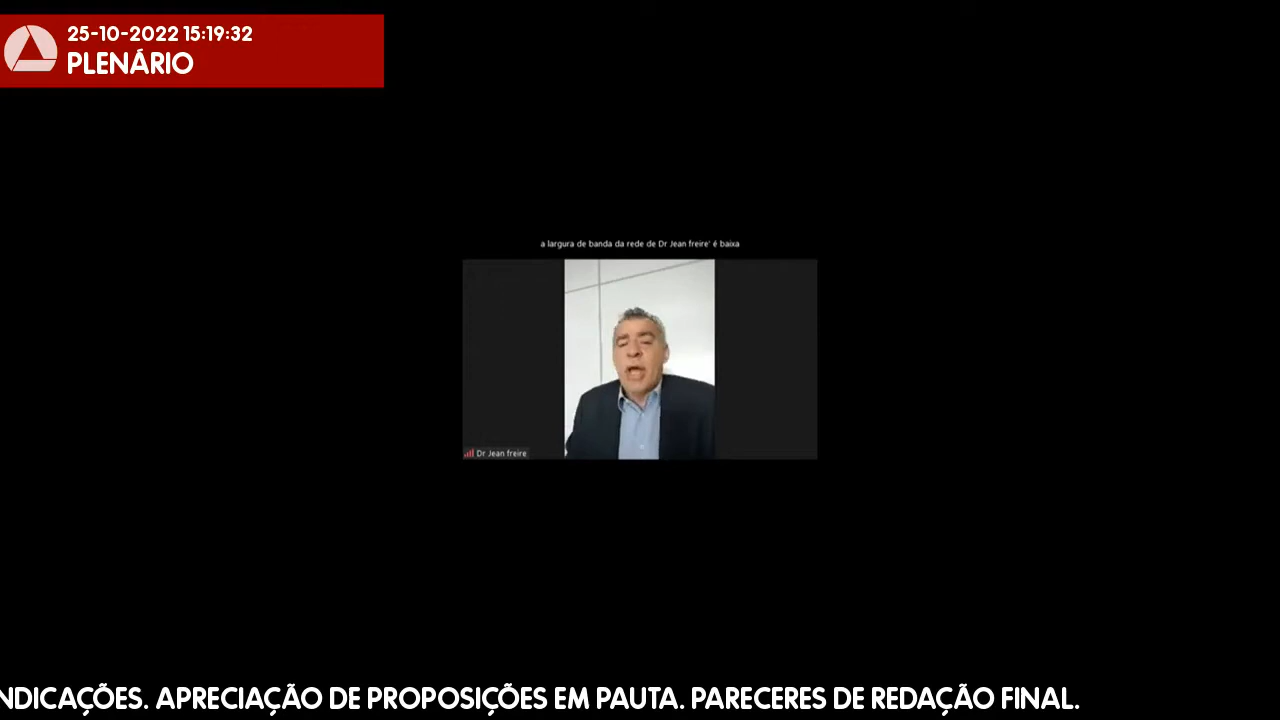 25-10-2022 15:19:32
PLENÁRIO
a largura de banda da rede de Dr Jean freire' é baixa
Dr Jean freire
NDICAÇÕES. APRECIAÇÃO DE PROPOSIÇÕES EM PAUTA. PARECERES DE REDAÇÃO FINAL.